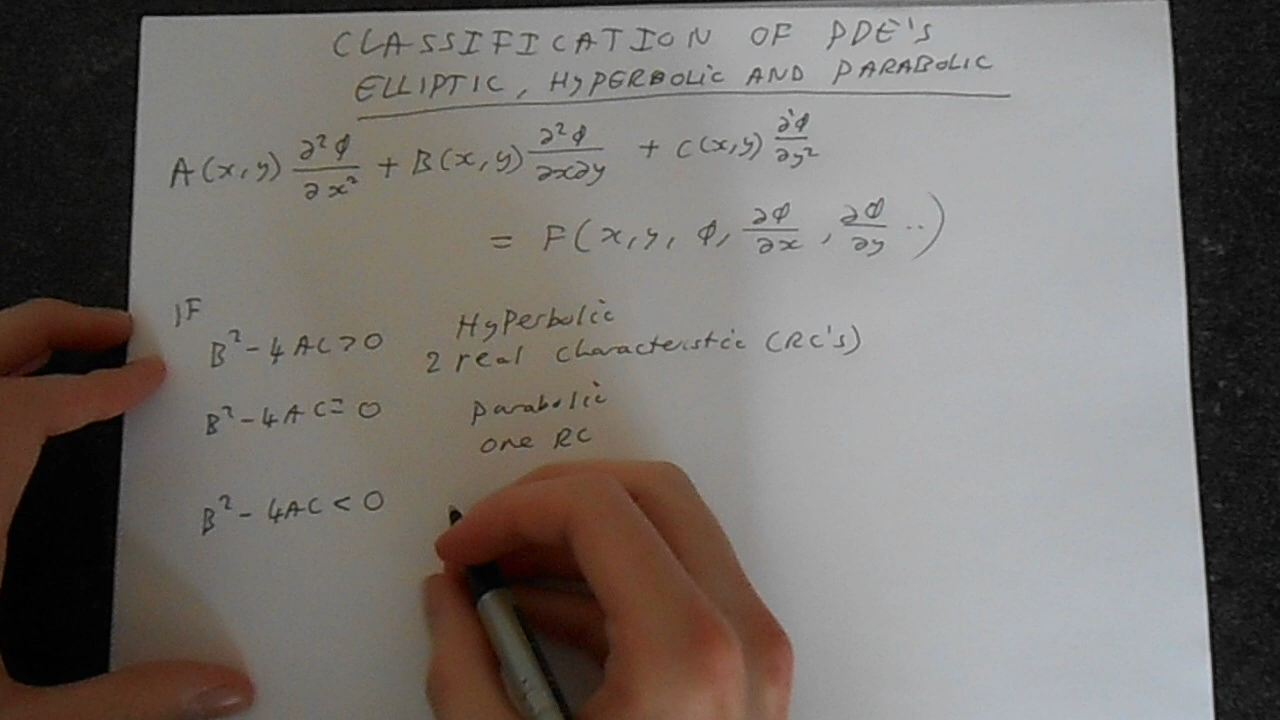 CLASSIFICATION OF PDE's
ELLIPTIC, HyPERBOLiC AND PARABOLIC
A(x,y) ∂²ϕ/∂x² + B(x,y) ∂²ϕ/∂x∂y + C(x,y) ∂²ϕ/∂y²
= F(x,y, ϕ, ∂ϕ/∂x, ∂ϕ/∂y ..)
IF
B²-4AC>0 HyPerbolic
2 real characteristic (RC's)
B²-4AC=0 parabolic
one RC
B²-4AC<0